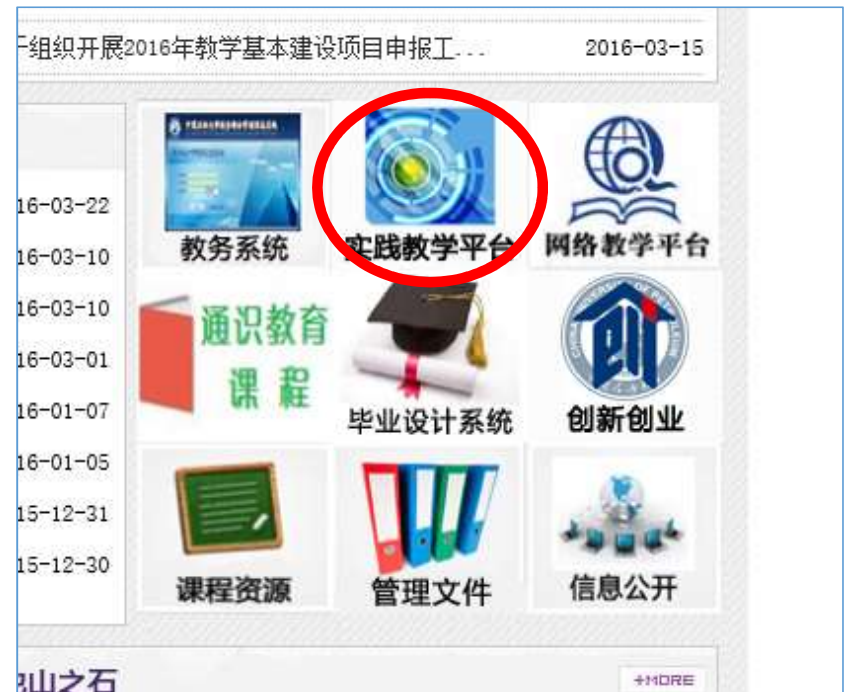 组织开展2016年教学基本建设项目申报工...
2016-03-15
16-03-22
16-03-10
16-03-10
16-03-01
16-01-07
16-01-05
15-12-31
15-12-30
教务系统
实践教学平台
网络教学平台
通识教育
课程
毕业设计系统
创新创业
课程资源
管理文件
信息公开
山之石
+MORE